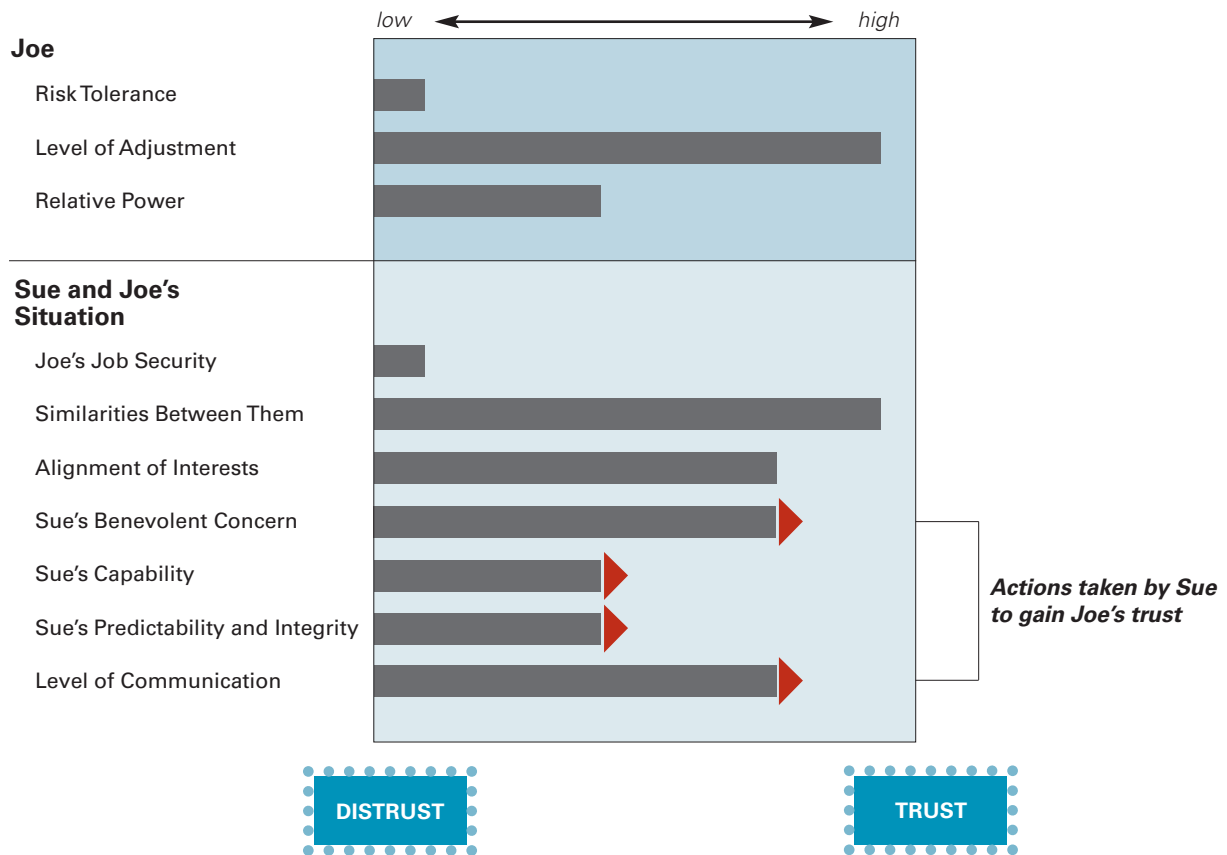 low high
Joe
Risk Tolerance
Level of Adjustment
Relative Power
Sue and Joe’s
Situation
Joe’s Job Security
Similarities Between Them
Alignment of Interests
Sue’s Benevolent Concern
Sue’s Capability
Sue’s Predictability and Integrity
Level of Communication
Actions taken by Sue
to gain Joe’s trust
DISTRUST
TRUST